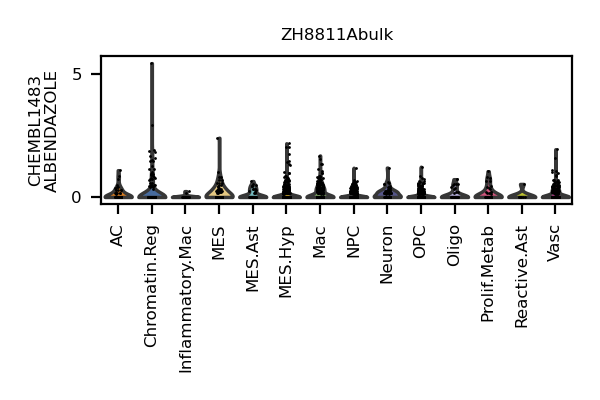 ZH8811Abulk
CHEMBL1483
ALBENDAZOLE
5
0
AC
Chromatin.Reg
Inflammatory.Mac
MES
MES.Ast
MES.Hyp
Mac
NPC
Neuron
OPC
Oligo
Prolif.Metab
Reactive.Ast
Vasc